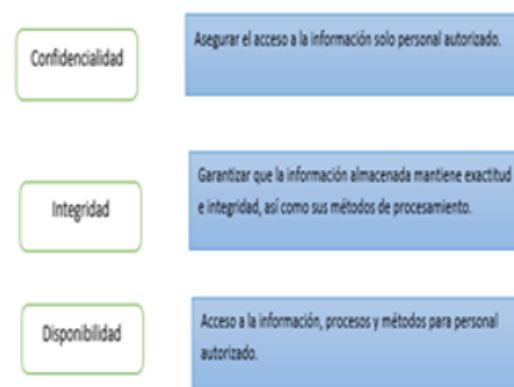 Confidencialidad
Asegurar el acceso a la información solo personal autorizado.
Integridad
Garantizar que la información almacenada mantiene exactitud
e integridad, así como sus métodos de procesamiento.
Disponibilidad
Acceso a la información, procesos y métodos para personal
autorizado.